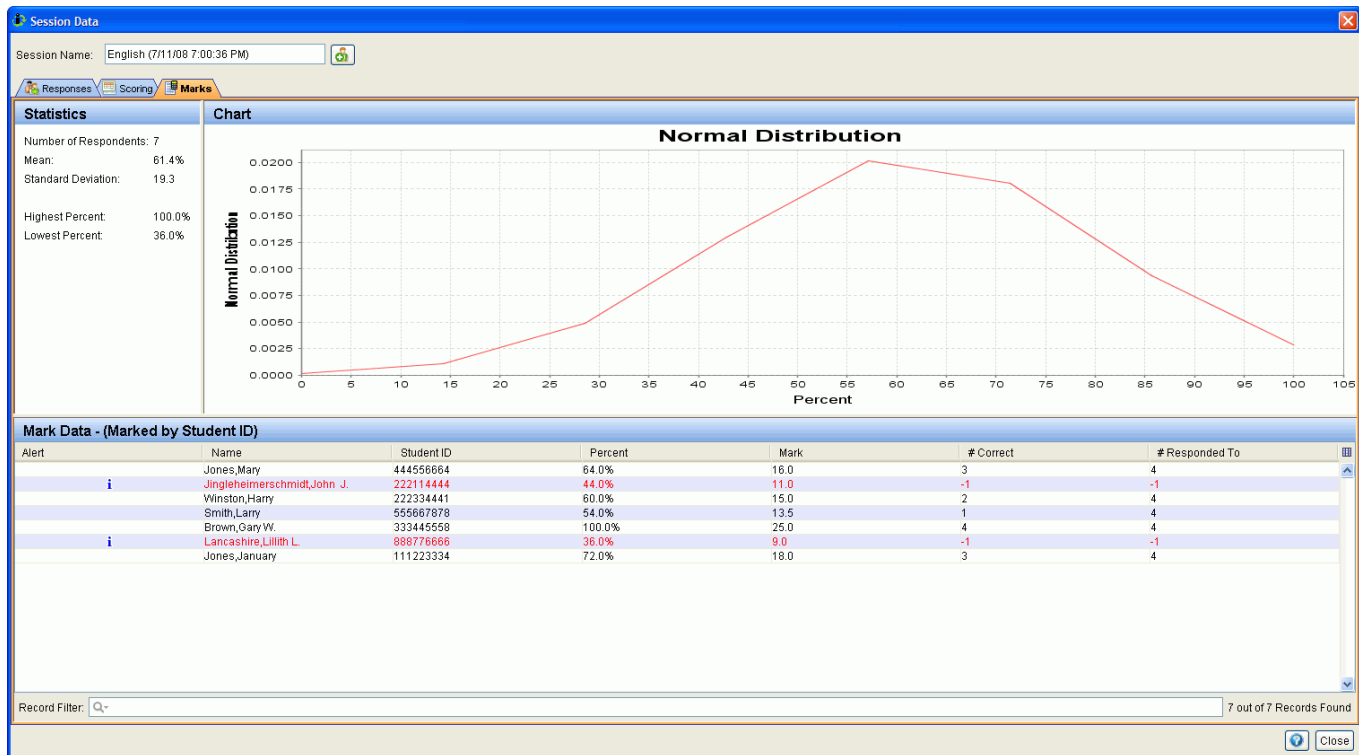 Session Data
Session Name: English (7/11/08 7:00:36 PM)
Responses Scoring Marks
Statistics
Number of Respondents: 7
Mean: 61.4%
Standard Deviation: 19.3
Highest Percent: 100.0%
Lowest Percent: 36.0%
Chart
Normal Distribution
Normal Distribution
0.0200
0.0175
0.0150
0.0125
0.0100
0.0075
0.0050
0.0025
0.0000
0 5 10 15 20 25 30 35 40 45 50 55 60 65 70 75 80 85 90 95 100 105
Percent
Mark Data - (Marked by Student ID)
Alert Name Student ID Percent Mark # Correct # Responded To
Jones,Mary 444556664 64.0% 16.0 3 4
i Jingleheimerschmidt,John J. 222114444 44.0% 11.0 -1 -1
Winston,Harry 222334441 60.0% 15.0 2 4
Smith,Larry 555667878 54.0% 13.5 1 4
Brown,Gary W. 333445558 100.0% 25.0 4 4
i Lancashire,Lillith L. 888776666 36.0% 9.0 -1 -1
Jones,January 111223334 72.0% 18.0 3 4
Record Filter: 7 out of 7 Records Found
? Close